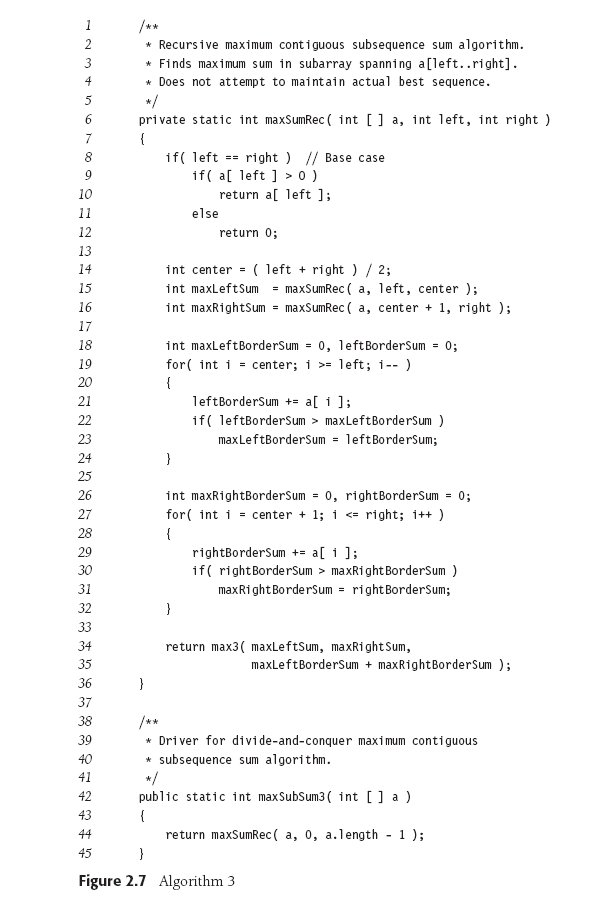 1 /**
2 * Recursive maximum contiguous subsequence sum algorithm.
3 * Finds maximum sum in subarray spanning a[left..right].
4 * Does not attempt to maintain actual best sequence.
5 */
6 private static int maxSumRec( int [ ] a, int left, int right )
7 {
8 if( left == right ) // Base case
9 if( a[ left ] > 0 )
10 return a[ left ];
11 else
12 return 0;
13
14 int center = ( left + right ) / 2;
15 int maxLeftSum = maxSumRec( a, left, center );
16 int maxRightSum = maxSumRec( a, center + 1, right );
17
18 int maxLeftBorderSum = 0, leftBorderSum = 0;
19 for( int i = center; i >= left; i-- )
20 {
21 leftBorderSum += a[ i ];
22 if( leftBorderSum > maxLeftBorderSum )
23 maxLeftBorderSum = leftBorderSum;
24 }
25
26 int maxRightBorderSum = 0, rightBorderSum = 0;
27 for( int i = center + 1; i <= right; i++ )
28 {
29 rightBorderSum += a[ i ];
30 if( rightBorderSum > maxRightBorderSum )
31 maxRightBorderSum = rightBorderSum;
32 }
33
34 return max3( maxLeftSum, maxRightSum,
35 maxLeftBorderSum + maxRightBorderSum );
36 }
37
38 /**
39 * Driver for divide-and-conquer maximum contiguous
40 * subsequence sum algorithm.
41 */
42 public static int maxSubSum3( int [ ] a )
43 {
44 return maxSumRec( a, 0, a.length - 1 );
45 }
Figure 2.7 Algorithm 3